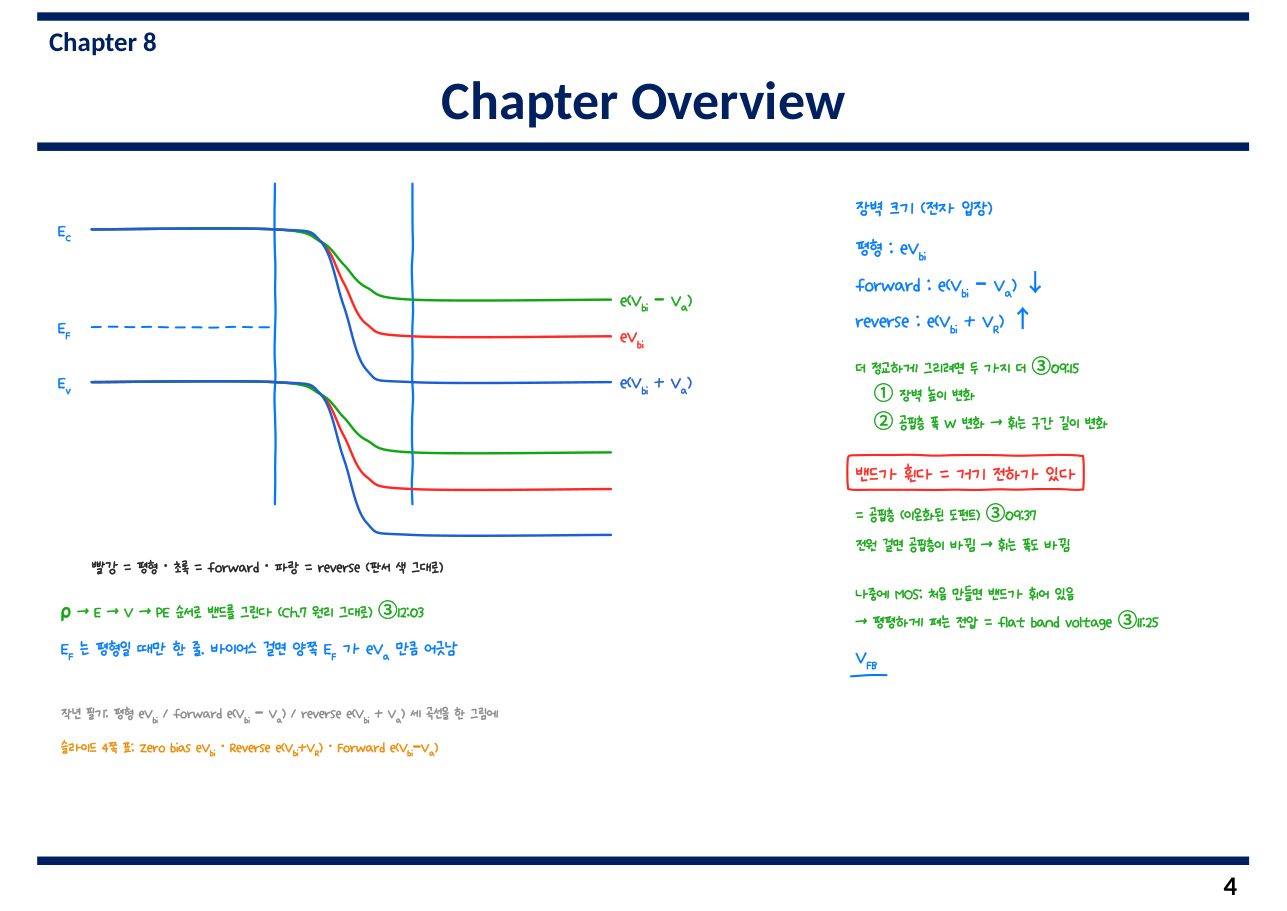 Chapter 8
Chapter Overview
E_C
E_F
E_v
e(V_bi − V_a)
eV_bi
e(V_bi + V_a)
빨강 = 평형 · 초록 = forward · 파랑 = reverse (판서 색 그대로)
ρ → E → V → PE 순서로 밴드를 그린다 (Ch.7 원리 그대로) ③12:03
E_F 는 평형일 때만 한 줄. 바이어스 걸면 양쪽 E_F 가 eV_a 만큼 어긋남
작년 필기: 평형 eV_bi / forward e(V_bi − V_a) / reverse e(V_bi + V_a) 세 곡선을 한 그림에
슬라이드 4쪽 표: Zero bias eV_bi · Reverse e(V_bi+V_R) · Forward e(V_bi−V_a)
장벽 크기 (전자 입장)
평형 : eV_bi
forward : e(V_bi − V_a) ↓
reverse : e(V_bi + V_R) ↑
더 정교하게 그리려면 두 가지 더 ③09:15
① 장벽 높이 변화
② 공핍층 폭 W 변화 → 휘는 구간 길이 변화
밴드가 휜다 = 거기 전하가 있다
= 공핍층 (이온화된 도펀트) ③09:37
전원 걸면 공핍층이 바뀜 → 휘는 폭도 바뀜
나중에 MOS: 처음 만들면 밴드가 휘어 있음
→ 평평하게 펴는 전압 = flat band voltage ③11:25
V_FB
4